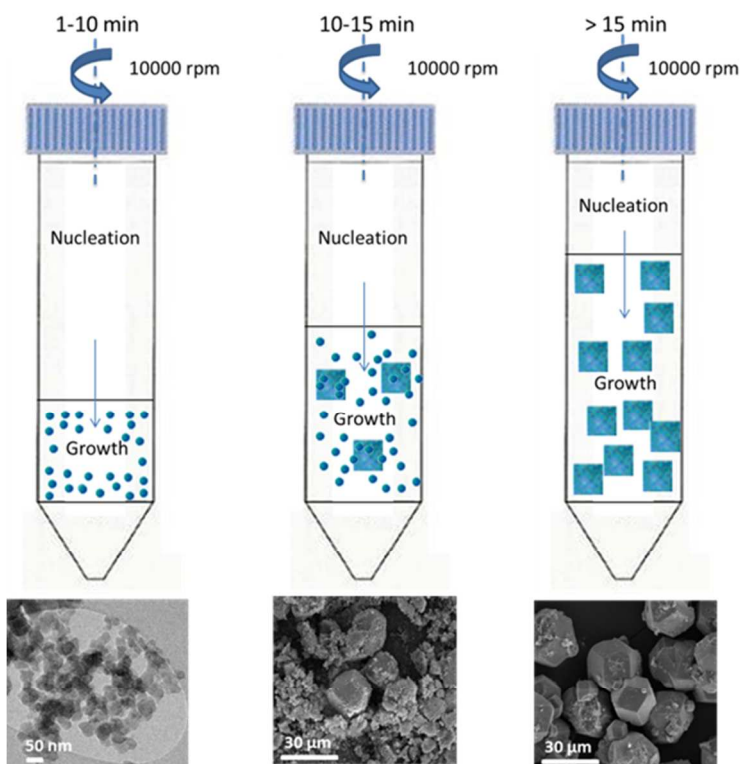 1-10 min
10-15 min
> 15 min
10000 rpm
10000 rpm
10000 rpm
Nucleation
Nucleation
Nucleation
Growth
Growth
Growth
50 nm
30 µm
30 µm